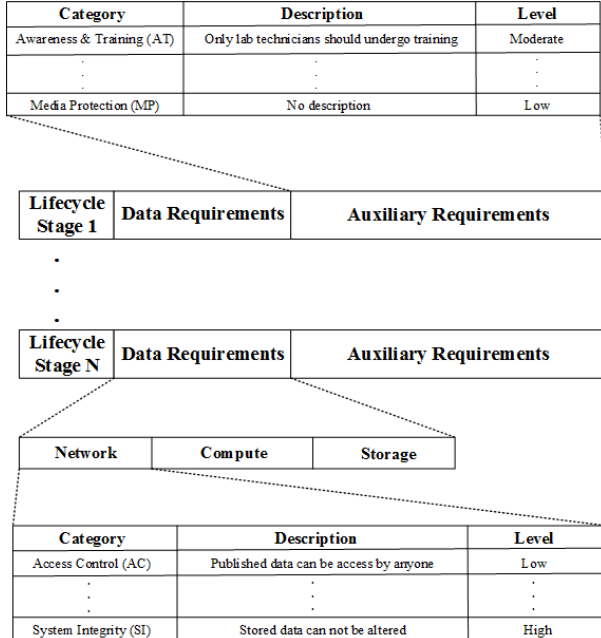 Category Description Level
Awareness & Training (AT) Only lab technicians should undergo training Moderate
. . .
. . .
. . .
Media Protection (MP) No description Low
Lifecycle Stage 1 Data Requirements Auxiliary Requirements
.
.
.
Lifecycle Stage N Data Requirements Auxiliary Requirements
Network Compute Storage
Category Description Level
Access Control (AC) Published data can be access by anyone Low
. . .
. . .
. . .
System Integrity (SI) Stored data can not be altered High